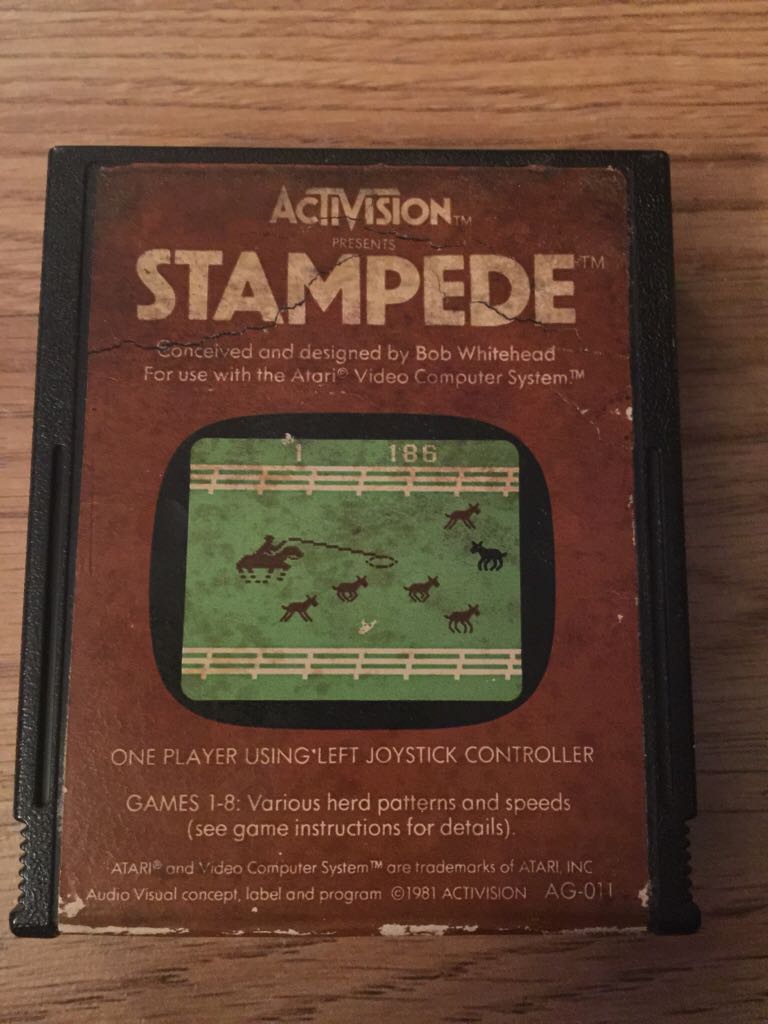 ACTIVISION™
PRESENTS
STAMPEDE™
Conceived and designed by Bob Whitehead
For use with the Atari® Video Computer System.™
1 186
ONE PLAYER USING LEFT JOYSTICK CONTROLLER
GAMES 1-8: Various herd patterns and speeds
(see game instructions for details).
ATARI® and Video Computer System™ are trademarks of ATARI, INC
Audio Visual concept, label and program ©1981 ACTIVISION AG-011